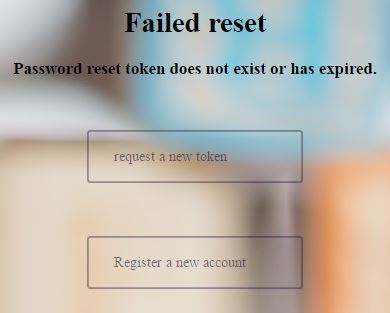 Failed reset
Password reset token does not exist or has expired.
request a new token
Register a new account